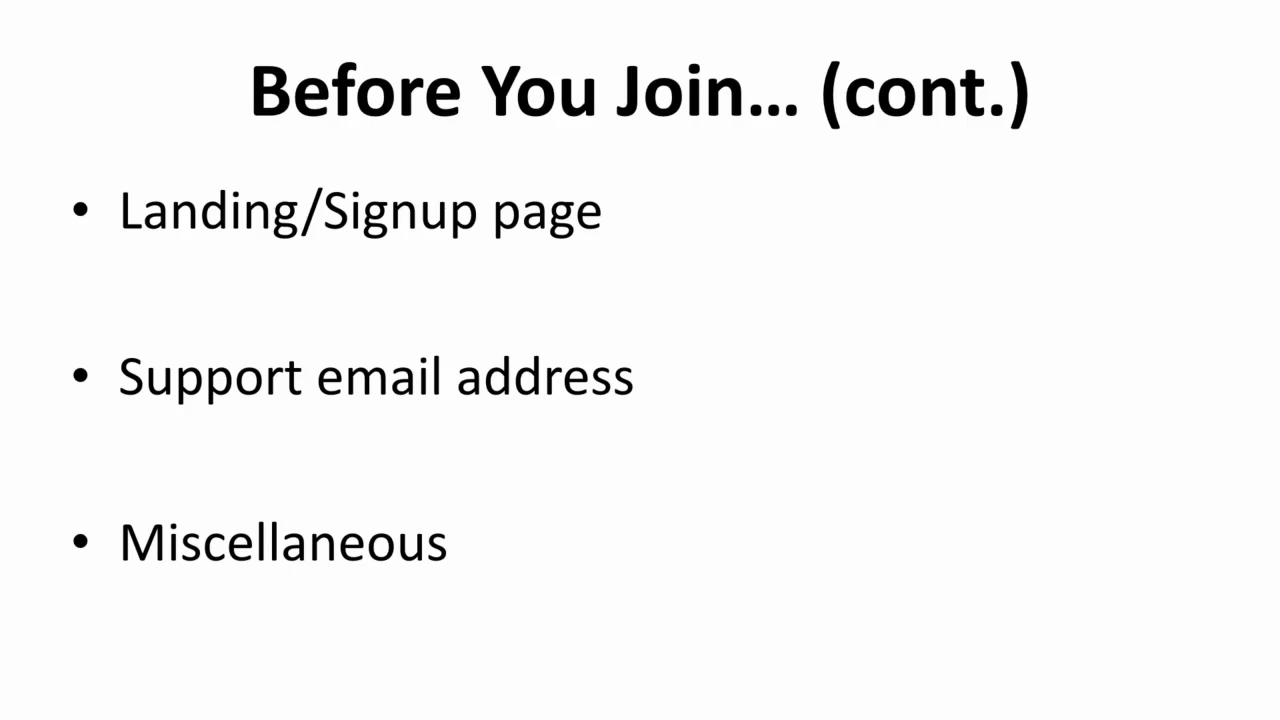 Before You Join… (cont.)
• Landing/Signup page
• Support email address
• Miscellaneous